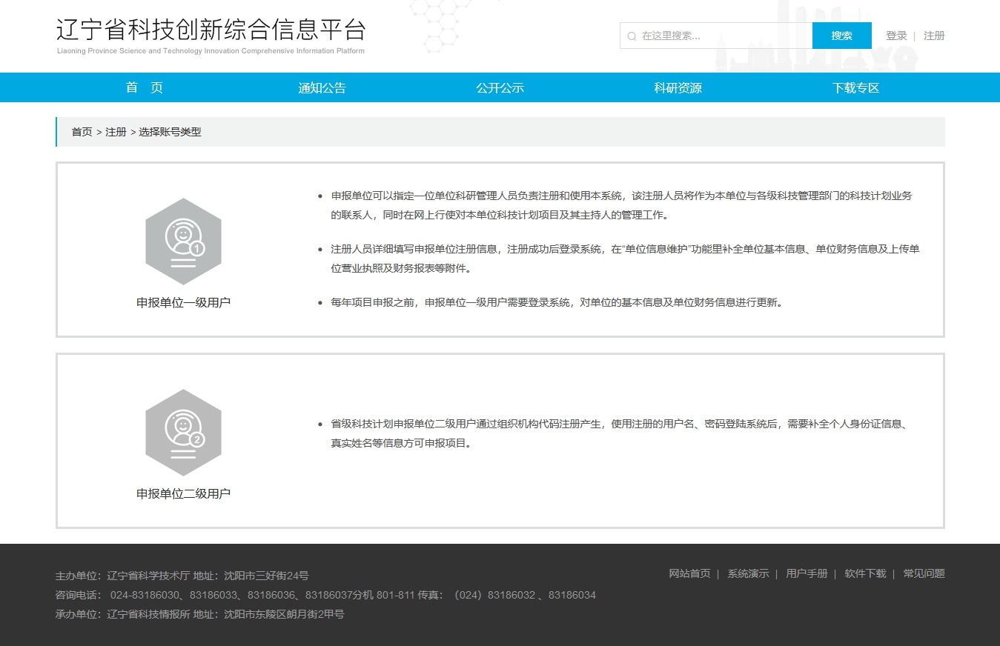 辽宁省科技创新综合信息平台
Liaoning Province Science and Technology Innovation Comprehensive Information Platform
在这里搜索...
搜索
登录 | 注册
首 页
通知公告
公开公示
科研资源
下载专区
首页 > 注册 > 选择账号类型
1
申报单位一级用户
申报单位可以指定一位单位科研管理人员负责注册和使用本系统，该注册人员将作为本单位与各级科技管理部门的科技计划业务
的联系人，同时在网上行使对本单位科技计划项目及其主持人的管理工作。
注册人员详细填写申报单位注册信息，注册成功后登录系统，在“单位信息维护”功能里补全单位基本信息、单位财务信息及上传单
位营业执照及财务报表等附件。
每年项目申报之前，申报单位一级用户需要登录系统，对单位的基本信息及单位财务信息进行更新。
2
申报单位二级用户
省级科技计划申报单位二级用户通过组织机构代码注册产生，使用注册的用户名、密码登陆系统后，需要补全个人身份证信息、
真实姓名等信息方可申报项目。
主办单位：辽宁省科学技术厅 地址：沈阳市三好街24号
咨询电话： 024-83186030、83186033、83186036、83186037分机 801-811 传真：（024）83186032 、83186034
承办单位：辽宁省科技情报所 地址：沈阳市东陵区朗月街2甲号
网站首页 | 系统演示 | 用户手册 | 软件下载 | 常见问题